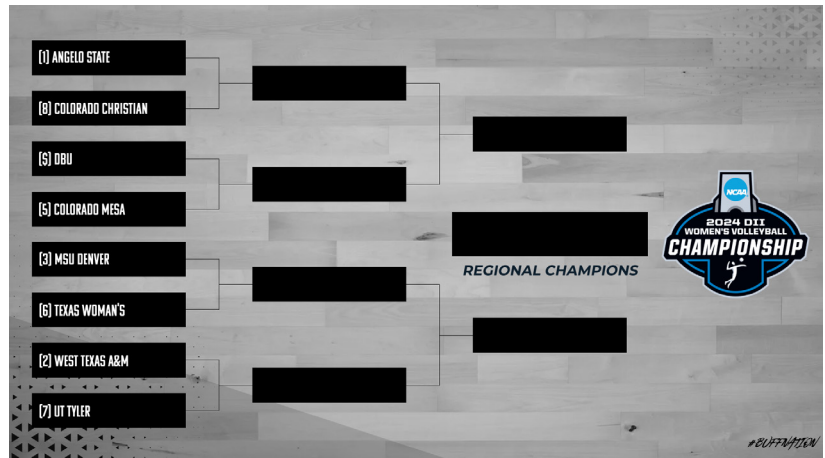 (1) ANGELO STATE
(8) COLORADO CHRISTIAN
($) DBU
(5) COLORADO MESA
(3) MSU DENVER
(6) TEXAS WOMAN'S
(2) WEST TEXAS A&M
(7) UT TYLER
REGIONAL CHAMPIONS
NCAA
2024 DII
WOMEN'S VOLLEYBALL
CHAMPIONSHIP
#BUFFNATION